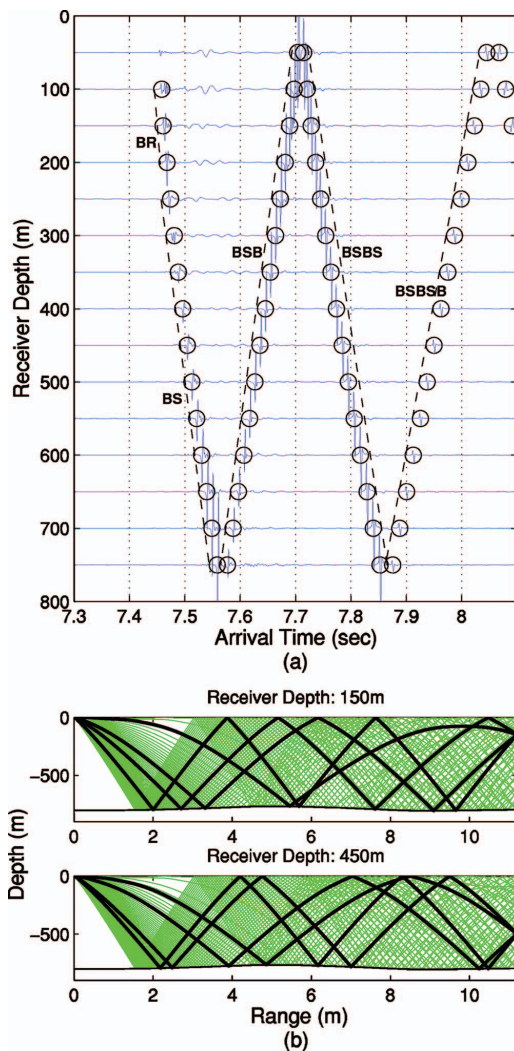 0
100
200
300
400
500
600
700
800
Receiver Depth (m)
BR
BSB
BSBS
BSBS/B
BS
7.3 7.4 7.5 7.6 7.7 7.8 7.9 8
Arrival Time (sec)
(a)
Receiver Depth: 150m
0
−500
0 2 4 6 8 10
Receiver Depth: 450m
0
−500
0 2 4 6 8 10
Depth (m)
Range (m)
(b)